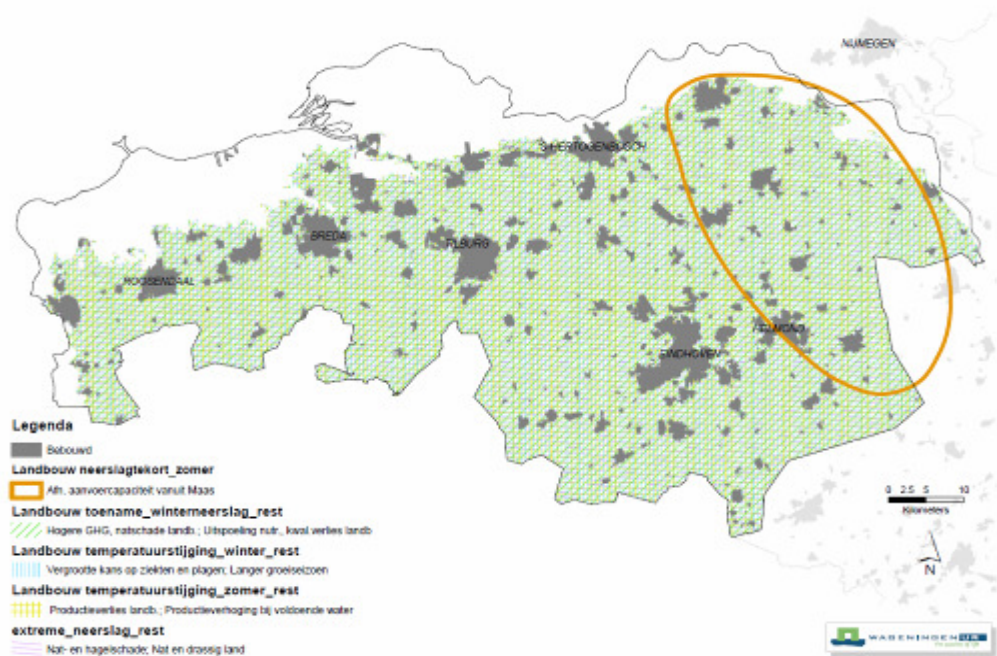 NIJMEGEN
'S-HERTOGENBOSCH
BREDA
TILBURG
ROOSENDAAL
HELMOND
EINDHOVEN
Legenda
Bebouwd
Landbouw neerslagtekort_zomer
Afh. aanvoercapaciteit vanuit Maas
Landbouw toename_winterneerslag_rest
Hogere GHG, natschade landb.; Uitspoeling nutr., kwal verlies landb
Landbouw temperatuurstijging_winter_rest
Vergrootte kans op ziekten en plagen; Langer groeiseizoen
Landbouw temperatuurstijging_zomer_rest
Productieverlies landb.; Productieverhoging bij voldoende water
extreme_neerslag_rest
Nat- en hagelschade; Nat en drassig land
0 2.5 5 10
Kilometers
N
WAGENINGEN UR